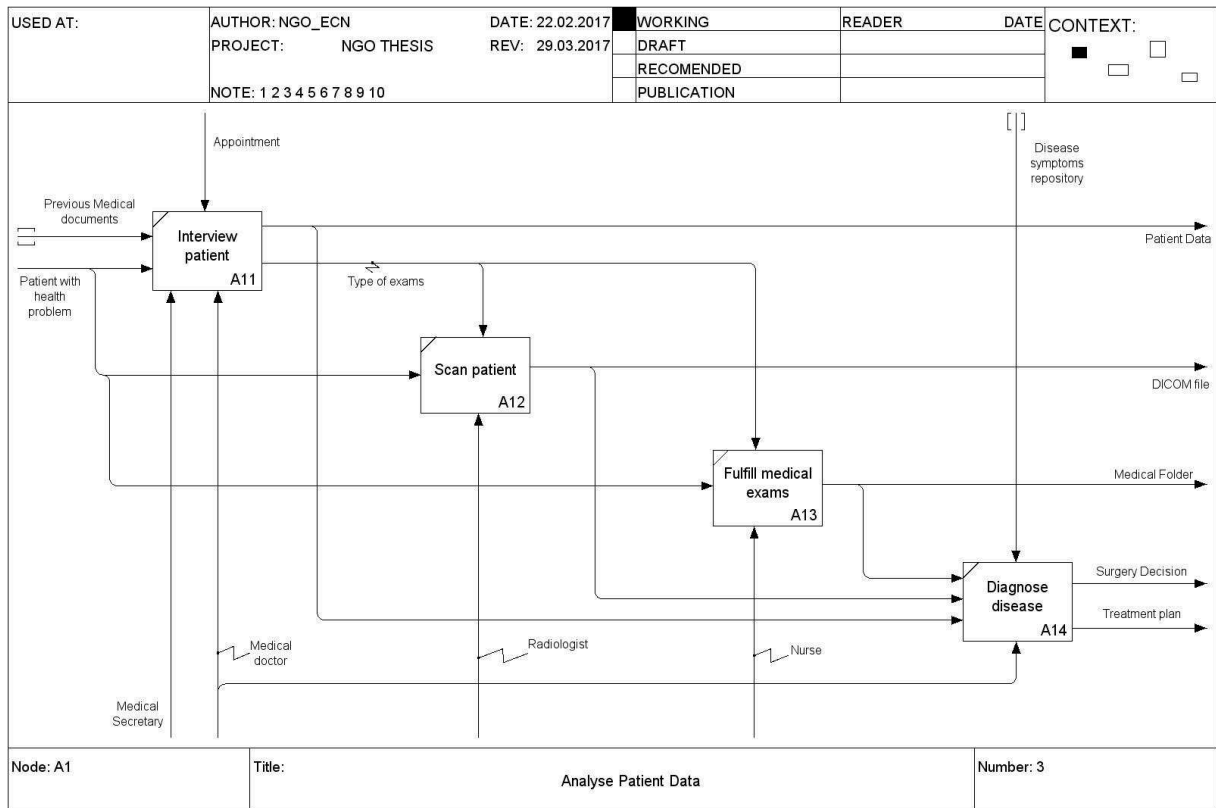 USED AT:
AUTHOR: NGO_ECN
DATE: 22.02.2017
WORKING
READER
DATE
CONTEXT:
PROJECT:
NGO THESIS
REV: 29.03.2017
DRAFT
RECOMENDED
NOTE: 1 2 3 4 5 6 7 8 9 10
PUBLICATION
Appointment
Disease
symptoms
repository
Previous Medical
documents
Interview
patient
A11
Patient Data
Patient with
health
problem
Type of exams
Scan patient
A12
DICOM file
Fulfill medical
exams
A13
Medical Folder
Diagnose
disease
A14
Surgery Decision
Treatment plan
Medical
doctor
Radiologist
Nurse
Medical
Secretary
Node: A1
Title:
Analyse Patient Data
Number: 3